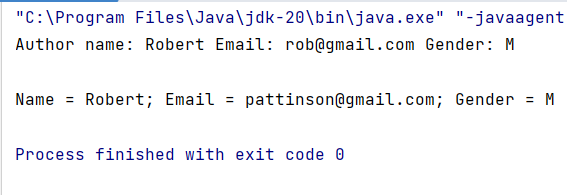 "C:\Program Files\Java\jdk-20\bin\java.exe" "-javaagent
Author name: Robert Email: rob@gmail.com Gender: M
Name = Robert; Email = pattinson@gmail.com; Gender = M
Process finished with exit code 0